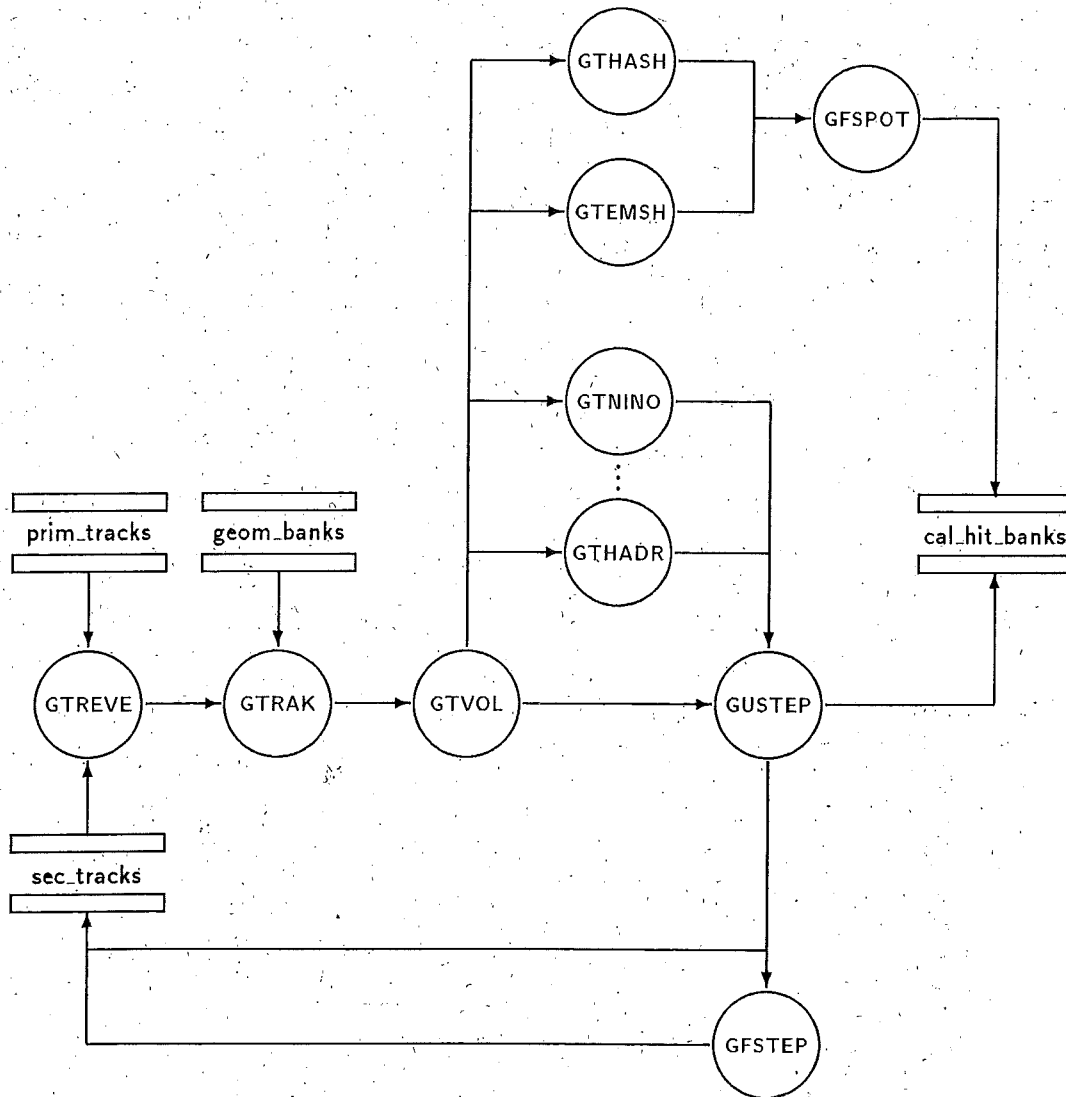 GTHASH
GFSPOT
GTEMSH
GTNINO
GTHADR
prim_tracks
geom_banks
cal_hit_banks
GTREVE
GTRAK
GTVOL
GUSTEP
sec_tracks
GFSTEP